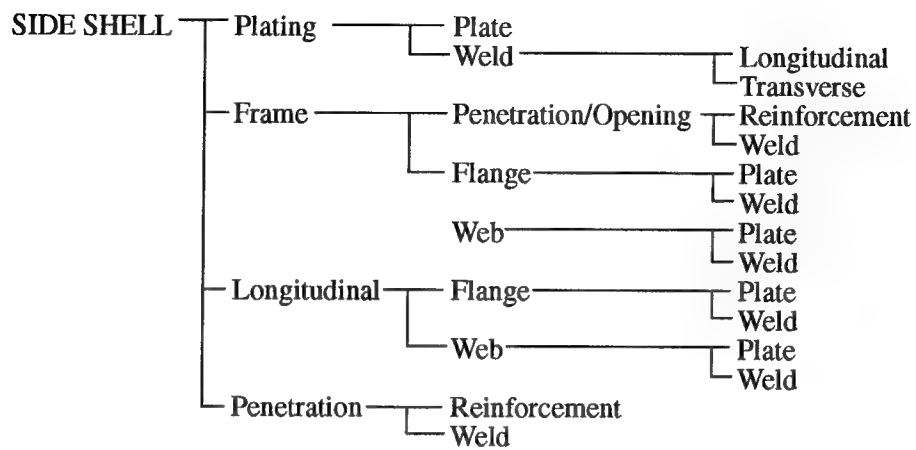 SIDE SHELL Plating Plate
Weld Longitudinal
Transverse
Frame Penetration/Opening Reinforcement
Weld
Flange Plate
Weld
Web Plate
Weld
Longitudinal Flange Plate
Weld
Web Plate
Weld
Penetration Reinforcement
Weld